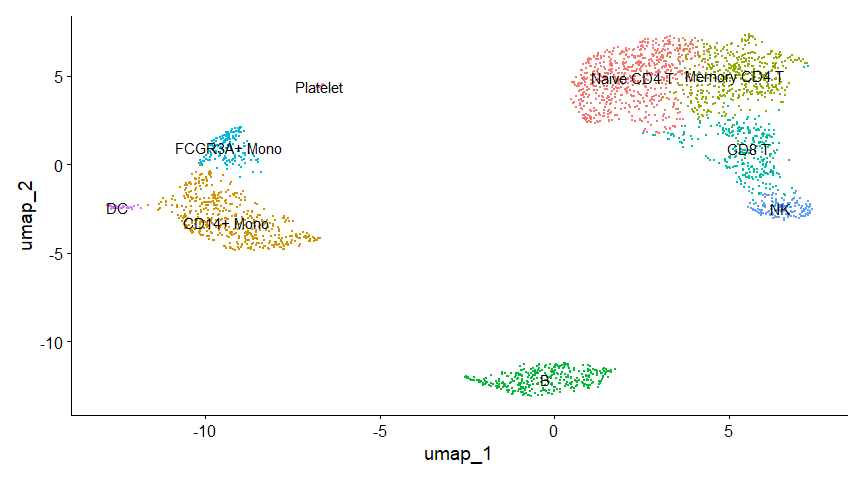 umap_2
5
0
-5
-10
Naive CD4 T
Memory CD4 T
Platelet
FCGR3A+ Mono
CD8 T
DC
CD14+ Mono
NK
B
-10
-5
0
5
umap_1